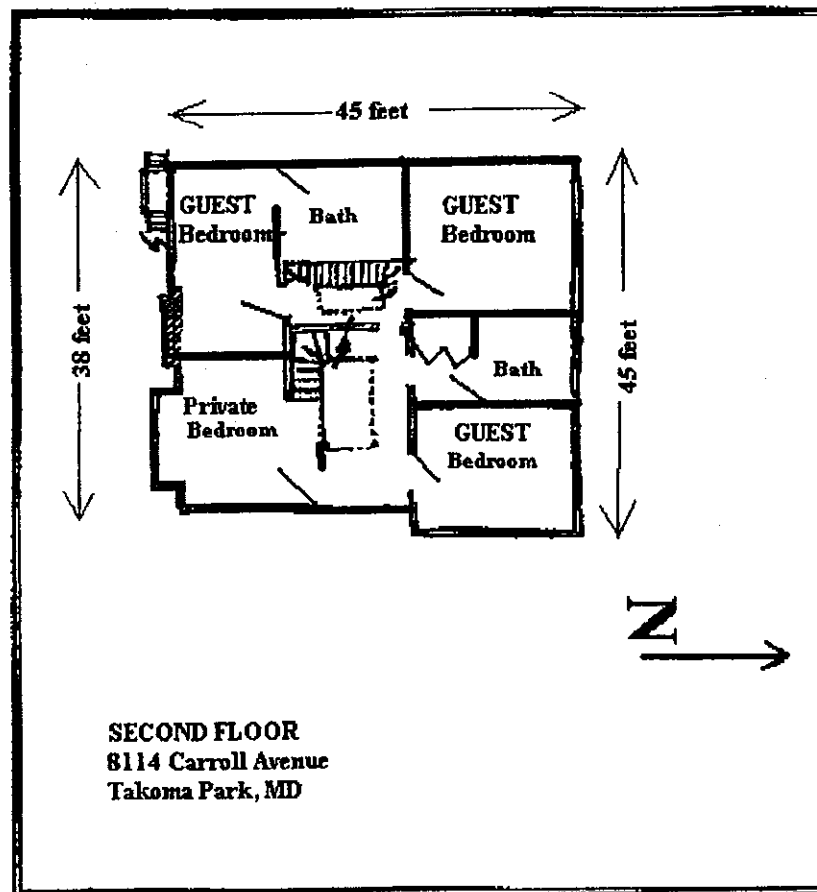 45 feet
GUEST
Bedroom
Bath
GUEST
Bedroom
38 feet
45 feet
Bath
Private
Bedroom
GUEST
Bedroom
N
SECOND FLOOR
8114 Carroll Avenue
Takoma Park, MD